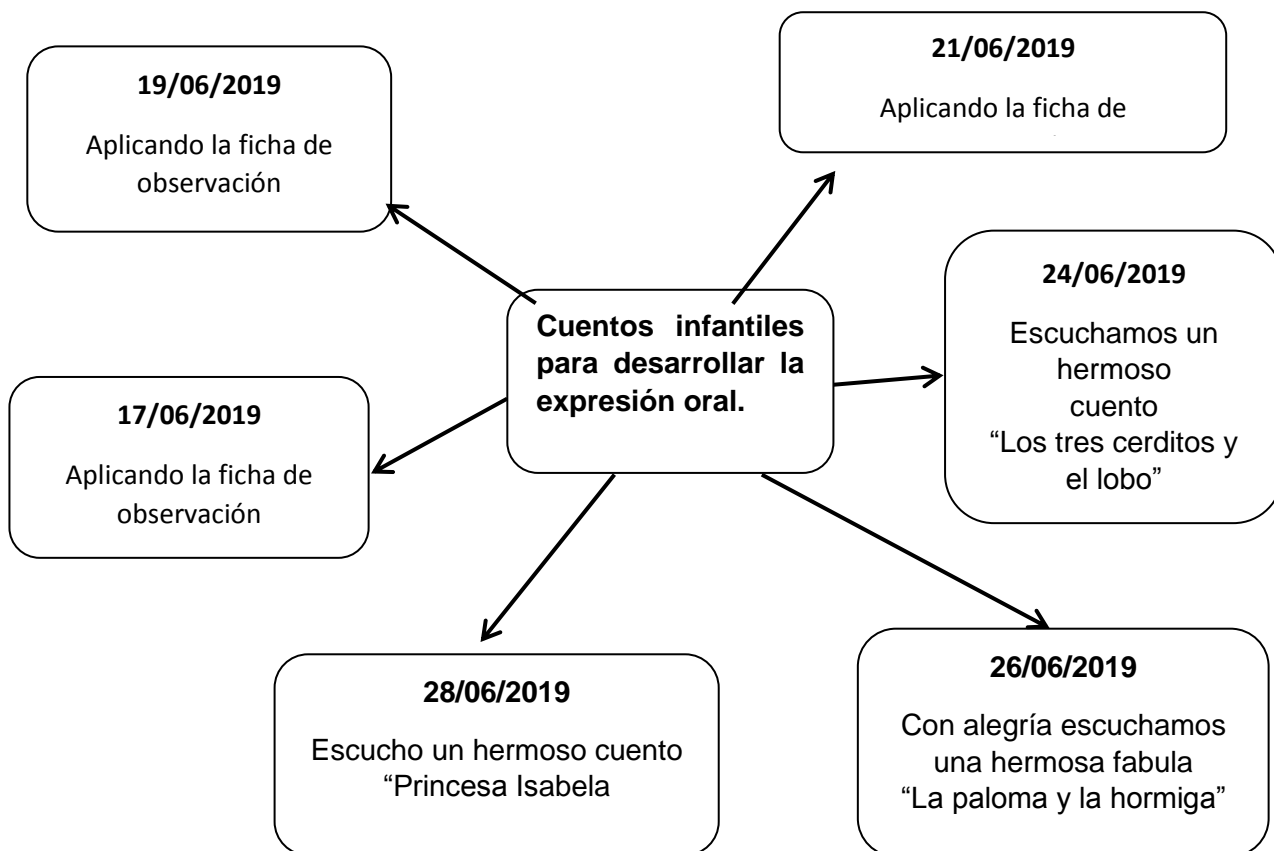 19/06/2019
Aplicando la ficha de
observación
21/06/2019
Aplicando la ficha de
Cuentos infantiles
para desarrollar la
expresión oral.
24/06/2019
Escuchamos un
hermoso
cuento
“Los tres cerditos y
el lobo”
17/06/2019
Aplicando la ficha de
observación
28/06/2019
Escucho un hermoso cuento
“Princesa Isabela
26/06/2019
Con alegría escuchamos
una hermosa fabula
“La paloma y la hormiga”